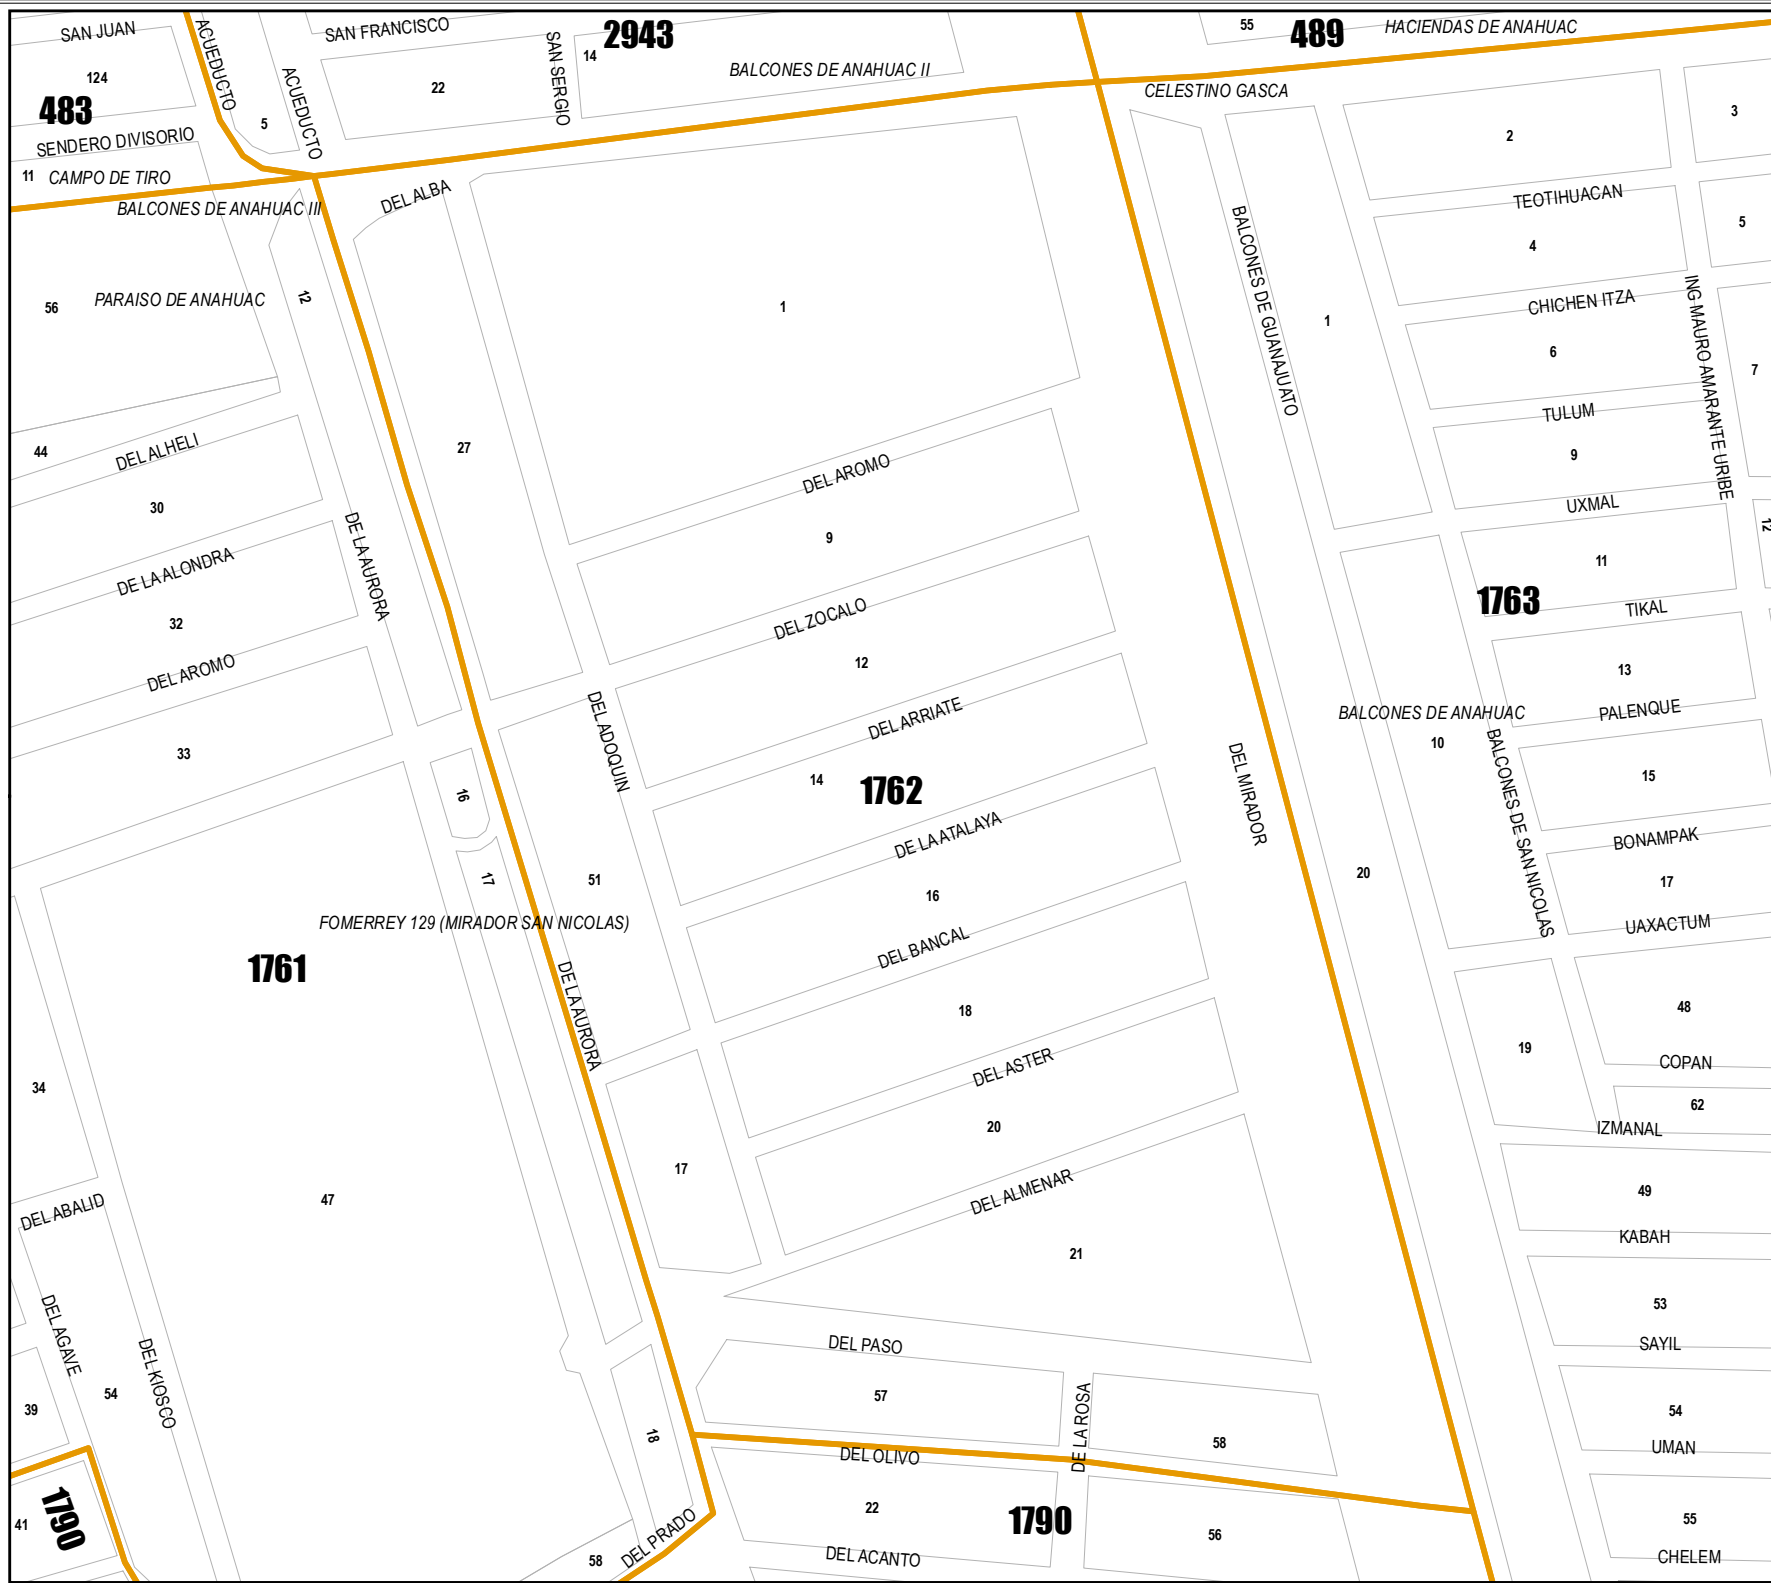 SAN JUAN
ACUEDUCTO
SAN FRANCISCO
2943
55
489
HACIENDAS DE ANAHUAC
124
ACUEDUCTO
22
SAN SERGIO
14
BALCONES DE ANAHUAC II
CELESTINO GASCA
483
5
3
2
SENDERO DIVISORIO
11
CAMPO DE TIRO
BALCONES DE ANAHUAC III
DEL ALBA
TEOTIHUACAN
5
4
BALCONES DE GUANAJUATO
56
PARAISO DE ANAHUAC
12
1
1
CHICHEN ITZA
ING MAURO AMARANTE URIBE
6
7
TULUM
44
DEL ALHELI
27
DEL AROMO
9
30
UXMAL
12
DE LA ALONDRA
DE LA AURORA
9
11
1763
TIKAL
32
DEL ZOCALO
DEL AROMO
12
13
DEL ADOQUIN
DEL ARRIATE
BALCONES DE ANAHUAC
PALENQUE
10
33
DEL MIRADOR
BALCONES DE SAN NICOLAS
15
16
14
1762
DE LA ATALAYA
BONAMPAK
17
51
20
17
16
FOMERREY 129 (MIRADOR SAN NICOLAS)
UAXACTUM
DEL BANCAL
1761
DE LA AURORA
18
48
19
34
DEL ASTER
COPAN
62
20
IZMANAL
17
47
DEL ALMENAR
49
DEL ABALID
KABAH
21
DEL AGAVE
DEL KIOSCO
53
DEL PASO
SAYIL
54
57
DE LA ROSA
39
18
58
54
DEL OLIVO
UMAN
41
1790
22
1790
56
55
DEL PRADO
58
DEL ACANTO
CHELEM